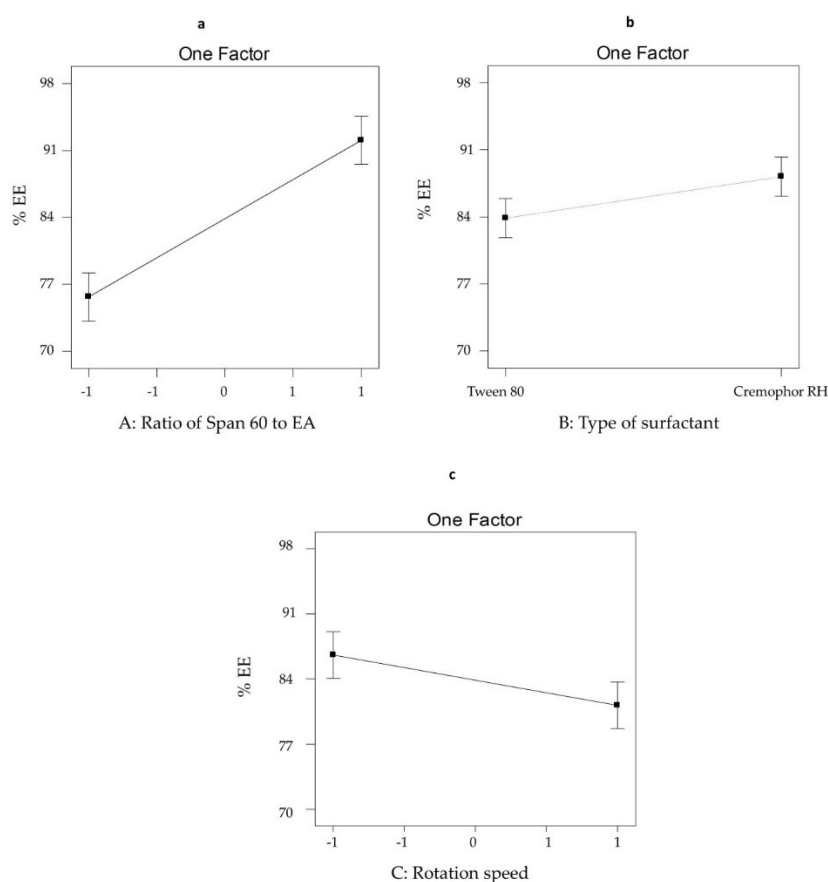 a
One Factor
98
91
84
77
70
% EE
-1 -1 0 1 1
A: Ratio of Span 60 to EA
b
One Factor
98
91
84
77
70
% EE
Tween 80 Cremophor RH
B: Type of surfactant
c
One Factor
98
91
84
77
70
% EE
-1 -1 0 1 1
C: Rotation speed